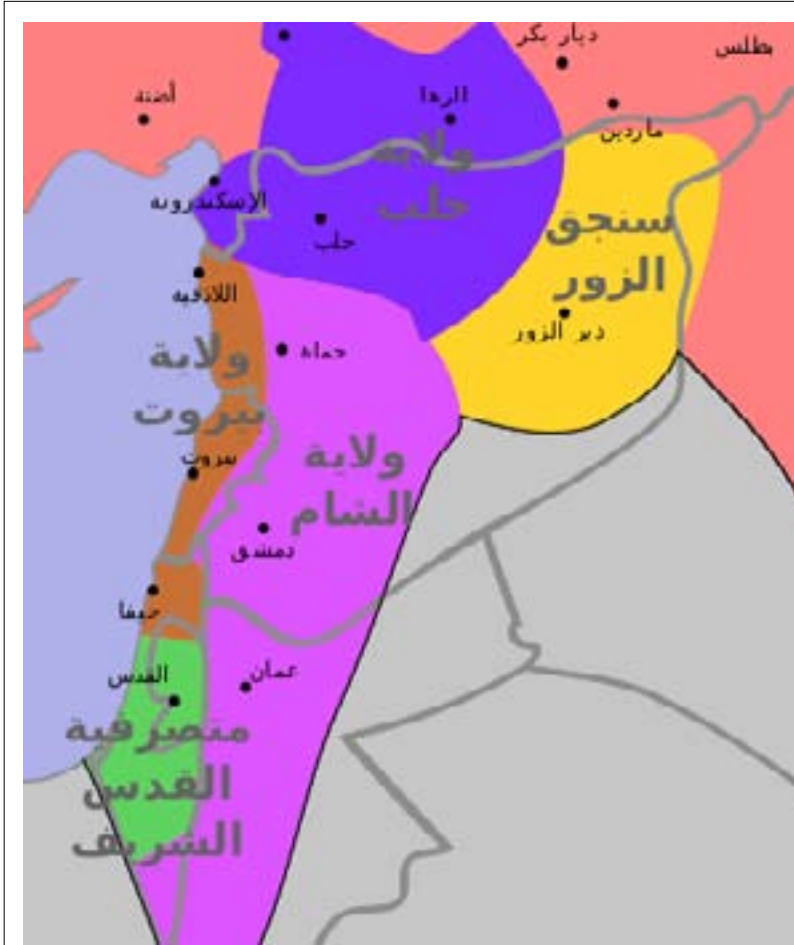 ديار بكر
بطلس
أضنة
الرها
ماردين
ولاية
حلب
الإسكندرونة
حلب
سنجق
الزور
اللاذقية
دير الزور
حماة
ولاية
بيروت
بيروت
ولاية
الشام
دمشق
حيفا
القدس
عمان
متصرفية
القدس
الشريف